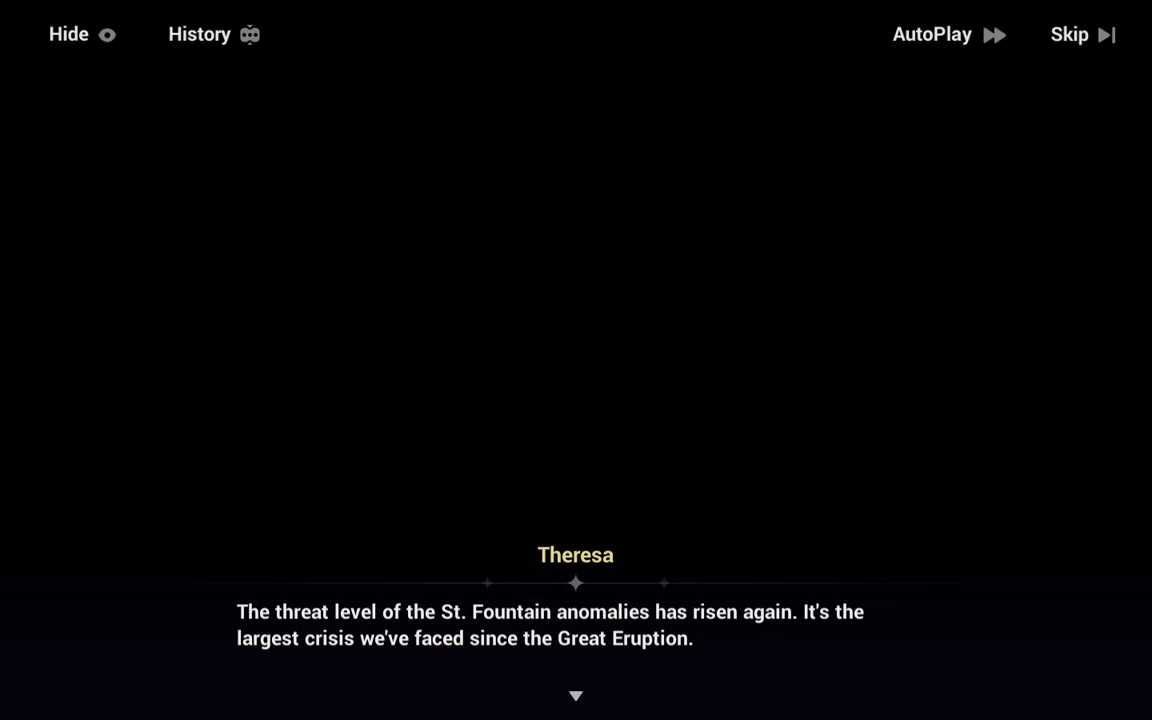 Hide
History
AutoPlay
Skip
Theresa
The threat level of the St. Fountain anomalies has risen again. It's the
largest crisis we've faced since the Great Eruption.